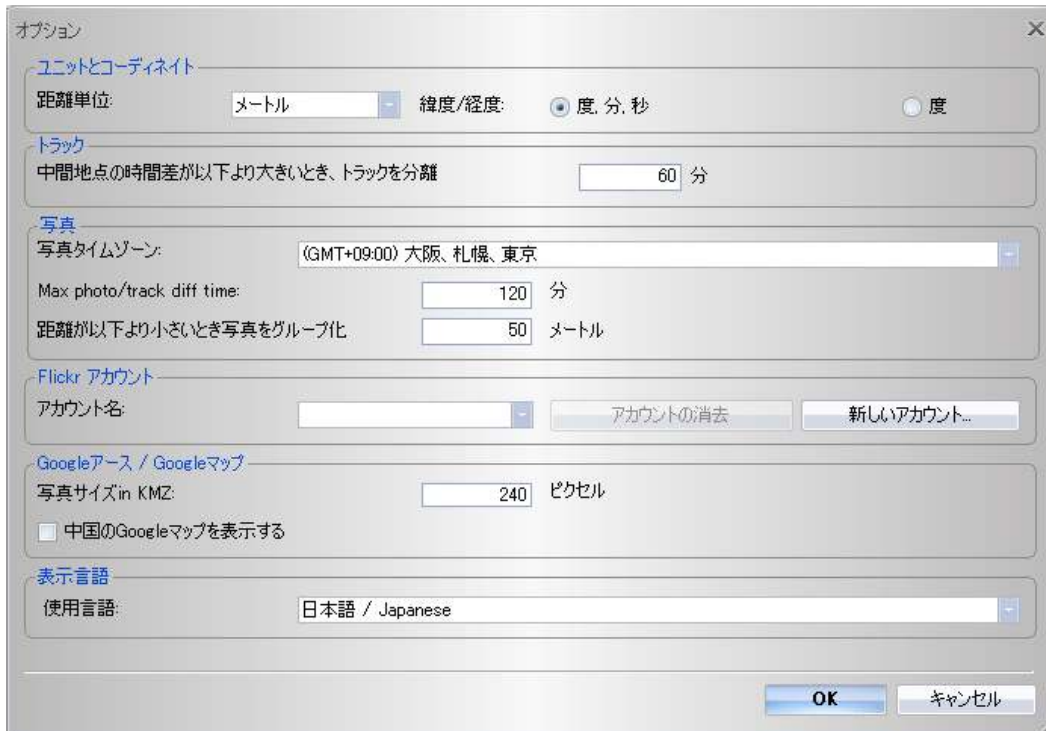 オプション
ユニットとコーディネイト
距離単位: メートル 緯度/経度: 度, 分, 秒 度
トラック
中間地点の時間差が以下より大きいとき、トラックを分離 60 分
写真
写真タイムゾーン: (GMT+09:00) 大阪、札幌、東京
Max photo/track diff time: 120 分
距離が以下より小さいとき写真をグループ化 50 メートル
Flickr アカウント
アカウント名: アカウントの消去 新しいアカウント...
Googleアース / Googleマップ
写真サイズin KMZ: 240 ピクセル
中国のGoogleマップを表示する
表示言語
使用言語: 日本語 / Japanese
OK キャンセル